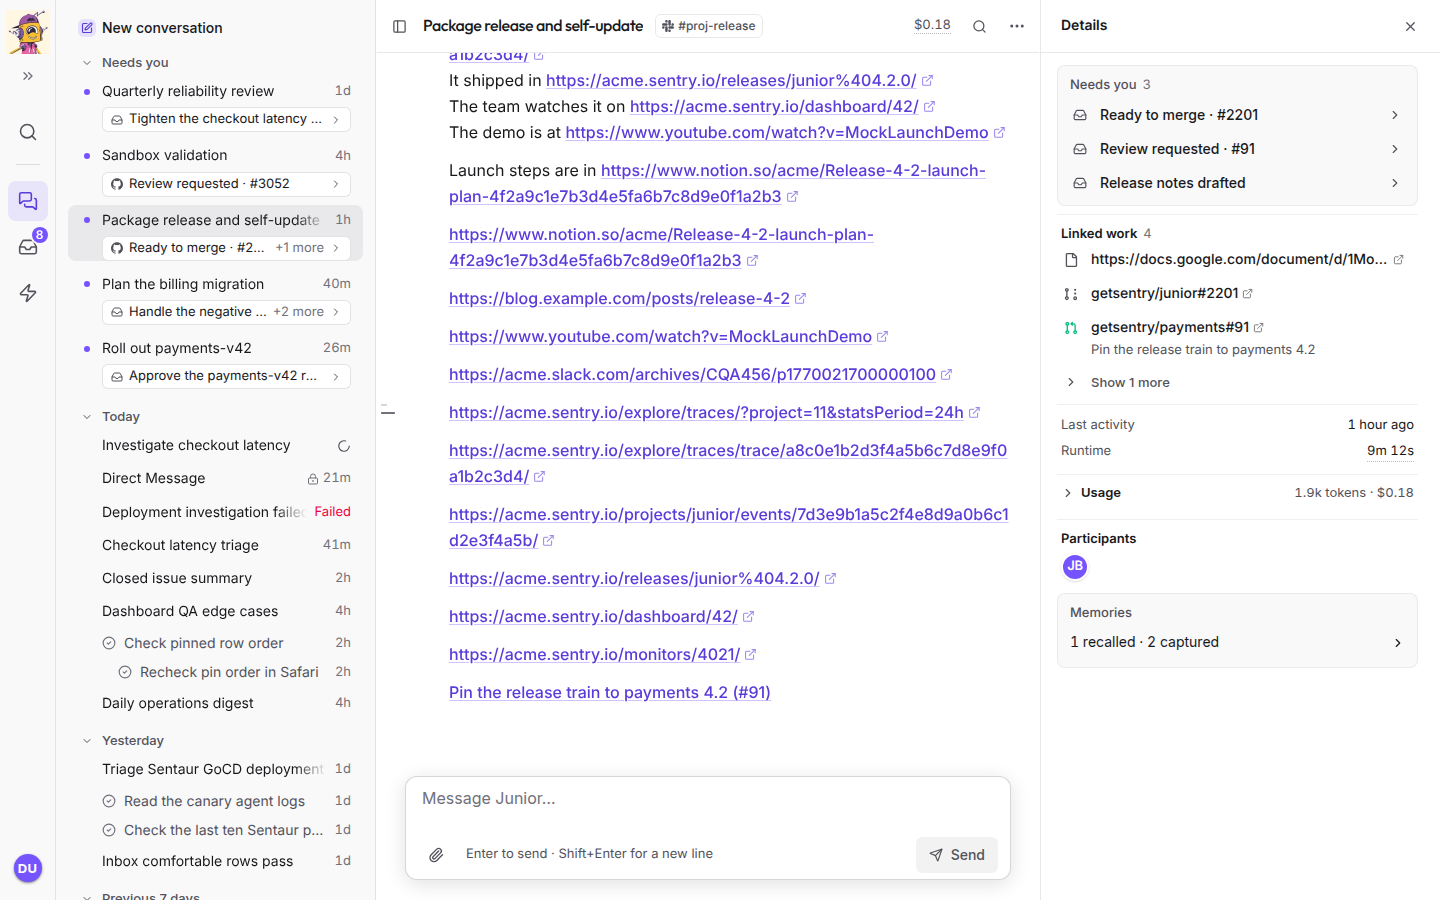 New conversation
Needs you
Quarterly reliability review 1d
Tighten the checkout latency ...
Sandbox validation 4h
Review requested · #3052
Package release and self-update 1h
Ready to merge · #2... +1 more
8
Plan the billing migration 40m
Handle the negative ... +2 more
Roll out payments-v42 26m
Approve the payments-v42 r...
Today
Investigate checkout latency
Direct Message 21m
Deployment investigation failed Failed
Checkout latency triage 41m
Closed issue summary 2h
Dashboard QA edge cases 4h
Check pinned row order 2h
Recheck pin order in Safari 2h
Daily operations digest 4h
Yesterday
Triage Sentaur GoCD deployment 1d
Read the canary agent logs 1d
Check the last ten Sentaur p... 1d
Inbox comfortable rows pass 1d
Previous 7 days
DU
Package release and self-update #proj-release $0.18
a1b2c3d4/
It shipped in https://acme.sentry.io/releases/junior%404.2.0/
The team watches it on https://acme.sentry.io/dashboard/42/
The demo is at https://www.youtube.com/watch?v=MockLaunchDemo
Launch steps are in https://www.notion.so/acme/Release-4-2-launch-
plan-4f2a9c1e7b3d4e5fa6b7c8d9e0f1a2b3
https://www.notion.so/acme/Release-4-2-launch-plan-
4f2a9c1e7b3d4e5fa6b7c8d9e0f1a2b3
https://blog.example.com/posts/release-4-2
https://www.youtube.com/watch?v=MockLaunchDemo
https://acme.slack.com/archives/CQA456/p1770021700000100
https://acme.sentry.io/explore/traces/?project=11&statsPeriod=24h
https://acme.sentry.io/explore/traces/trace/a8c0e1b2d3f4a5b6c7d8e9f0
a1b2c3d4/
https://acme.sentry.io/projects/junior/events/7d3e9b1a5c2f4e8d9a0b6c1
d2e3f4a5b/
https://acme.sentry.io/releases/junior%404.2.0/
https://acme.sentry.io/dashboard/42/
https://acme.sentry.io/monitors/4021/
Pin the release train to payments 4.2 (#91)
Message Junior...
Enter to send · Shift+Enter for a new line
Send
Details
Needs you 3
Ready to merge · #2201
Review requested · #91
Release notes drafted
Linked work 4
https://docs.google.com/document/d/1Mo...
getsentry/junior#2201
getsentry/payments#91
Pin the release train to payments 4.2
Show 1 more
Last activity 1 hour ago
Runtime 9m 12s
Usage 1.9k tokens · $0.18
Participants
JB
Memories
1 recalled · 2 captured